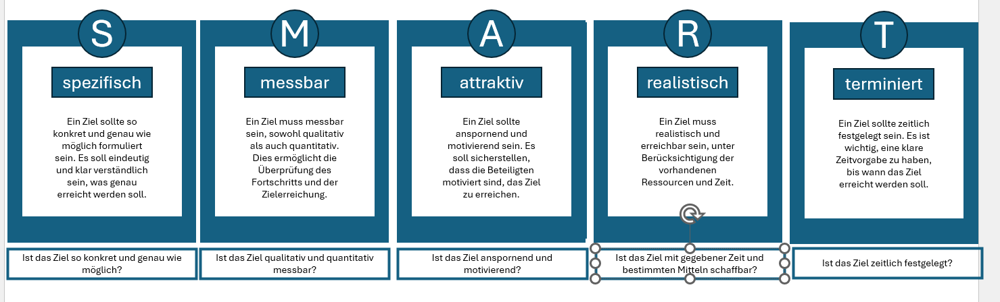 S
spezifisch
Ein Ziel sollte so
konkret und genau wie
möglich formuliert
sein. Es soll eindeutig
und klar verständlich
sein, was genau
erreicht werden soll.
Ist das Ziel so konkret und genau wie
möglich?
M
messbar
Ein Ziel muss messbar
sein, sowohl qualitativ
als auch quantitativ.
Dies ermöglicht die
Überprüfung des
Fortschritts und der
Zielerreichung.
Ist das Ziel qualitativ und quantitativ
messbar?
A
attraktiv
Ein Ziel sollte
anspornend und
motivierend sein. Es
soll sicherstellen,
dass die Beteiligten
motiviert sind, das Ziel
zu erreichen.
Ist das Ziel anspornend und
motivierend?
R
realistisch
Ein Ziel muss
realistisch und
erreichbar sein, unter
Berücksichtigung der
vorhandenen
Ressourcen und Zeit.
Ist das Ziel mit gegebener Zeit und
bestimmten Mitteln schaffbar?
T
terminiert
Ein Ziel sollte zeitlich
festgelegt sein. Es ist
wichtig, eine klare
Zeitvorgabe zu haben,
bis wann das Ziel
erreicht werden soll.
Ist das Ziel zeitlich festgelegt?